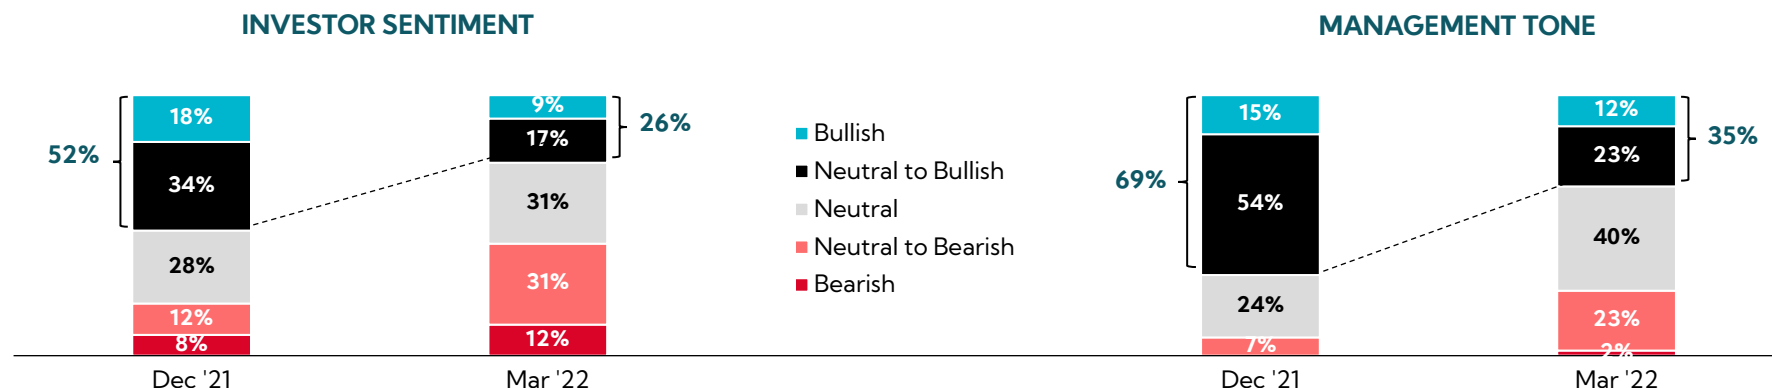 INVESTOR SENTIMENT
MANAGEMENT TONE
18%
34%
28%
12%
8%
52%
Dec '21
9%
17%
31%
31%
12%
26%
Mar '22
Bullish
Neutral to Bullish
Neutral
Neutral to Bearish
Bearish
15%
54%
24%
7%
69%
Dec '21
12%
23%
40%
23%
2%
35%
Mar '22